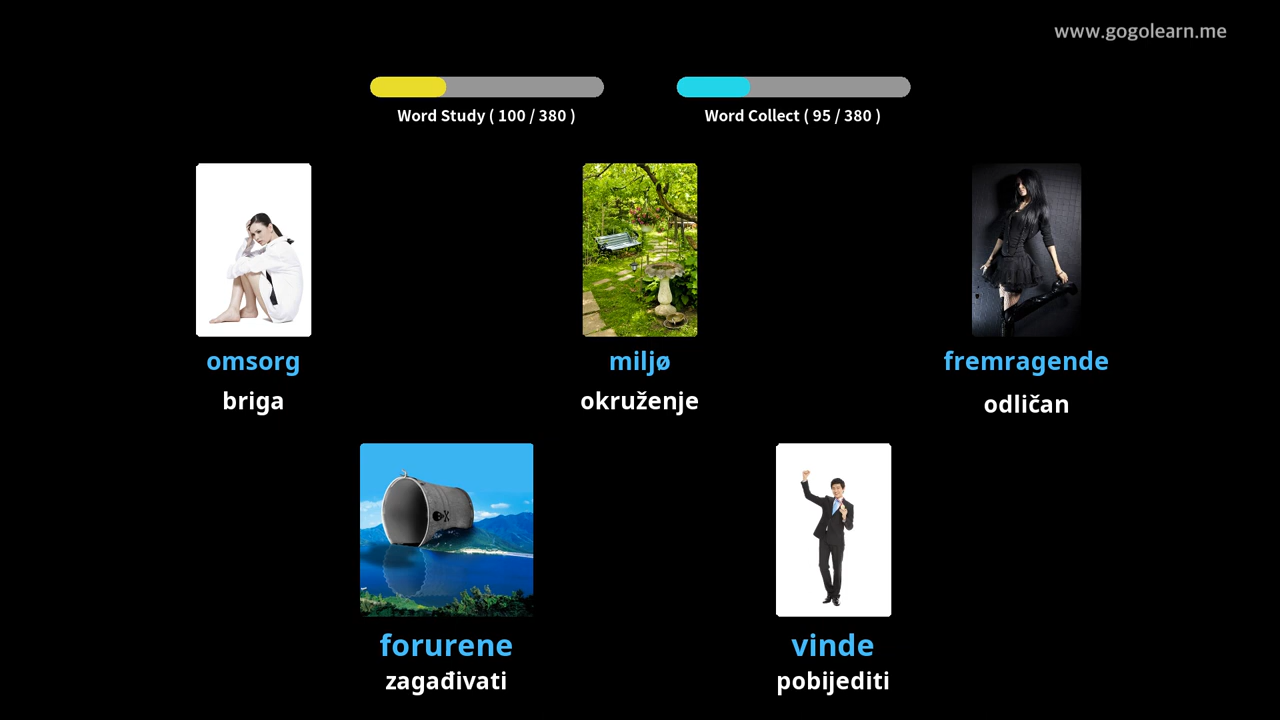 www.gogolearn.me
Word Study ( 100 / 380 )
Word Collect ( 95 / 380 )
omsorg
briga
miljø
okruženje
fremragende
odličan
forurene
zagađivati
vinde
pobijediti